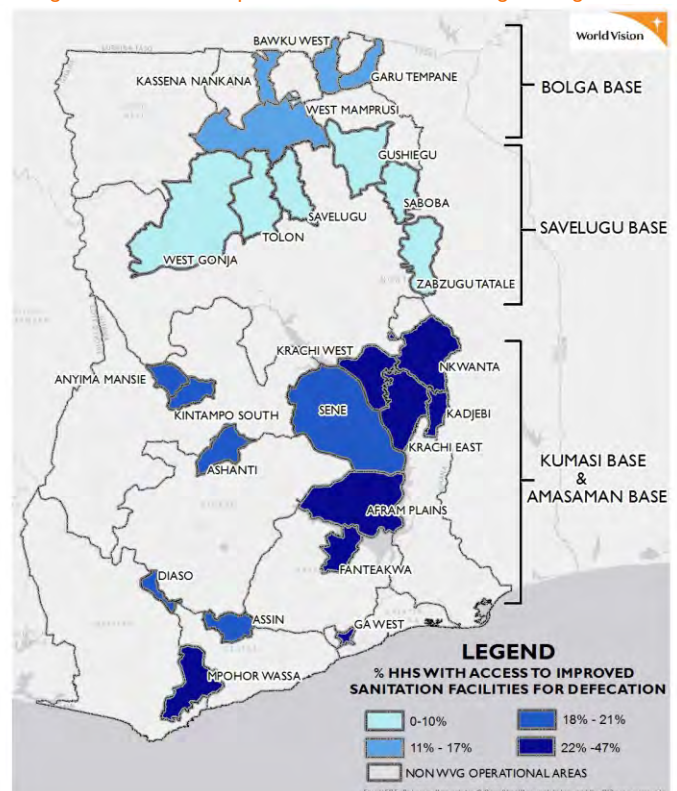 World Vision
BAWKU WEST
KASSENA NANKANA
GARU TEMPANE
BOLGA BASE
WEST MAMPRUSI
GUSHIEGU
SABOBA
SAVELUGU
SAVELUGU BASE
TOLON
WEST GONJA
ZABZUGU TATALE
KRACHI WEST
NKWANTA
ANYIMA MANSIE
SENE
KADJEBI
KINTAMPO SOUTH
KRACHI EAST
ASHANTI
KUMASI BASE
&
AMASAMAN BASE
AFRAM PLAINS
FANTEAKWA
DIASO
ASSIN
GA WEST
MPOHOR WASSA
LEGEND
% HHS WITH ACCESS TO IMPROVED
SANITATION FACILITIES FOR DEFECATION
0-10%
18% - 21%
11% - 17%
22% -47%
NON WVG OPERATIONAL AREAS